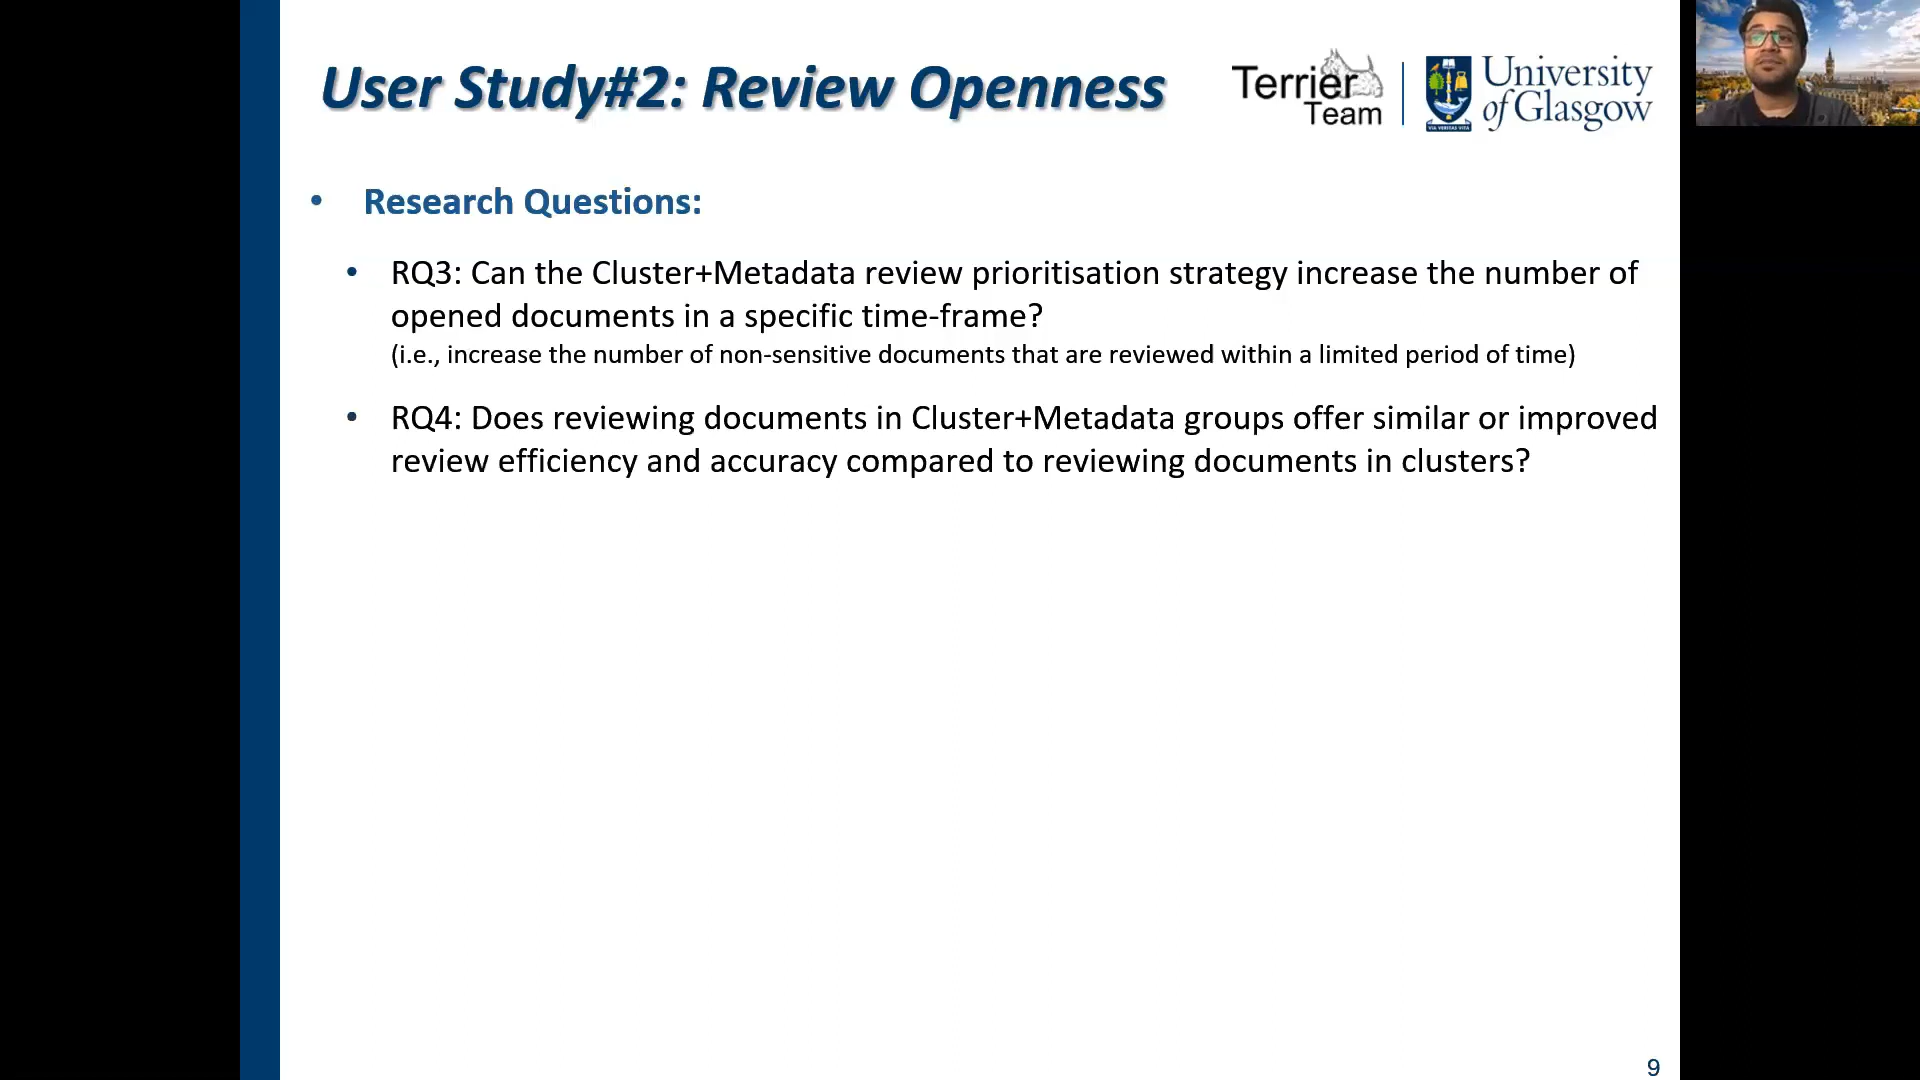 User Study#2: Review Openness
Terrier
Team
University
of Glasgow
VIA VERITAS VITA
• Research Questions:
• RQ3: Can the Cluster+Metadata review prioritisation strategy increase the number of
opened documents in a specific time-frame?
(i.e., increase the number of non-sensitive documents that are reviewed within a limited period of time)
• RQ4: Does reviewing documents in Cluster+Metadata groups offer similar or improved
review efficiency and accuracy compared to reviewing documents in clusters?
9